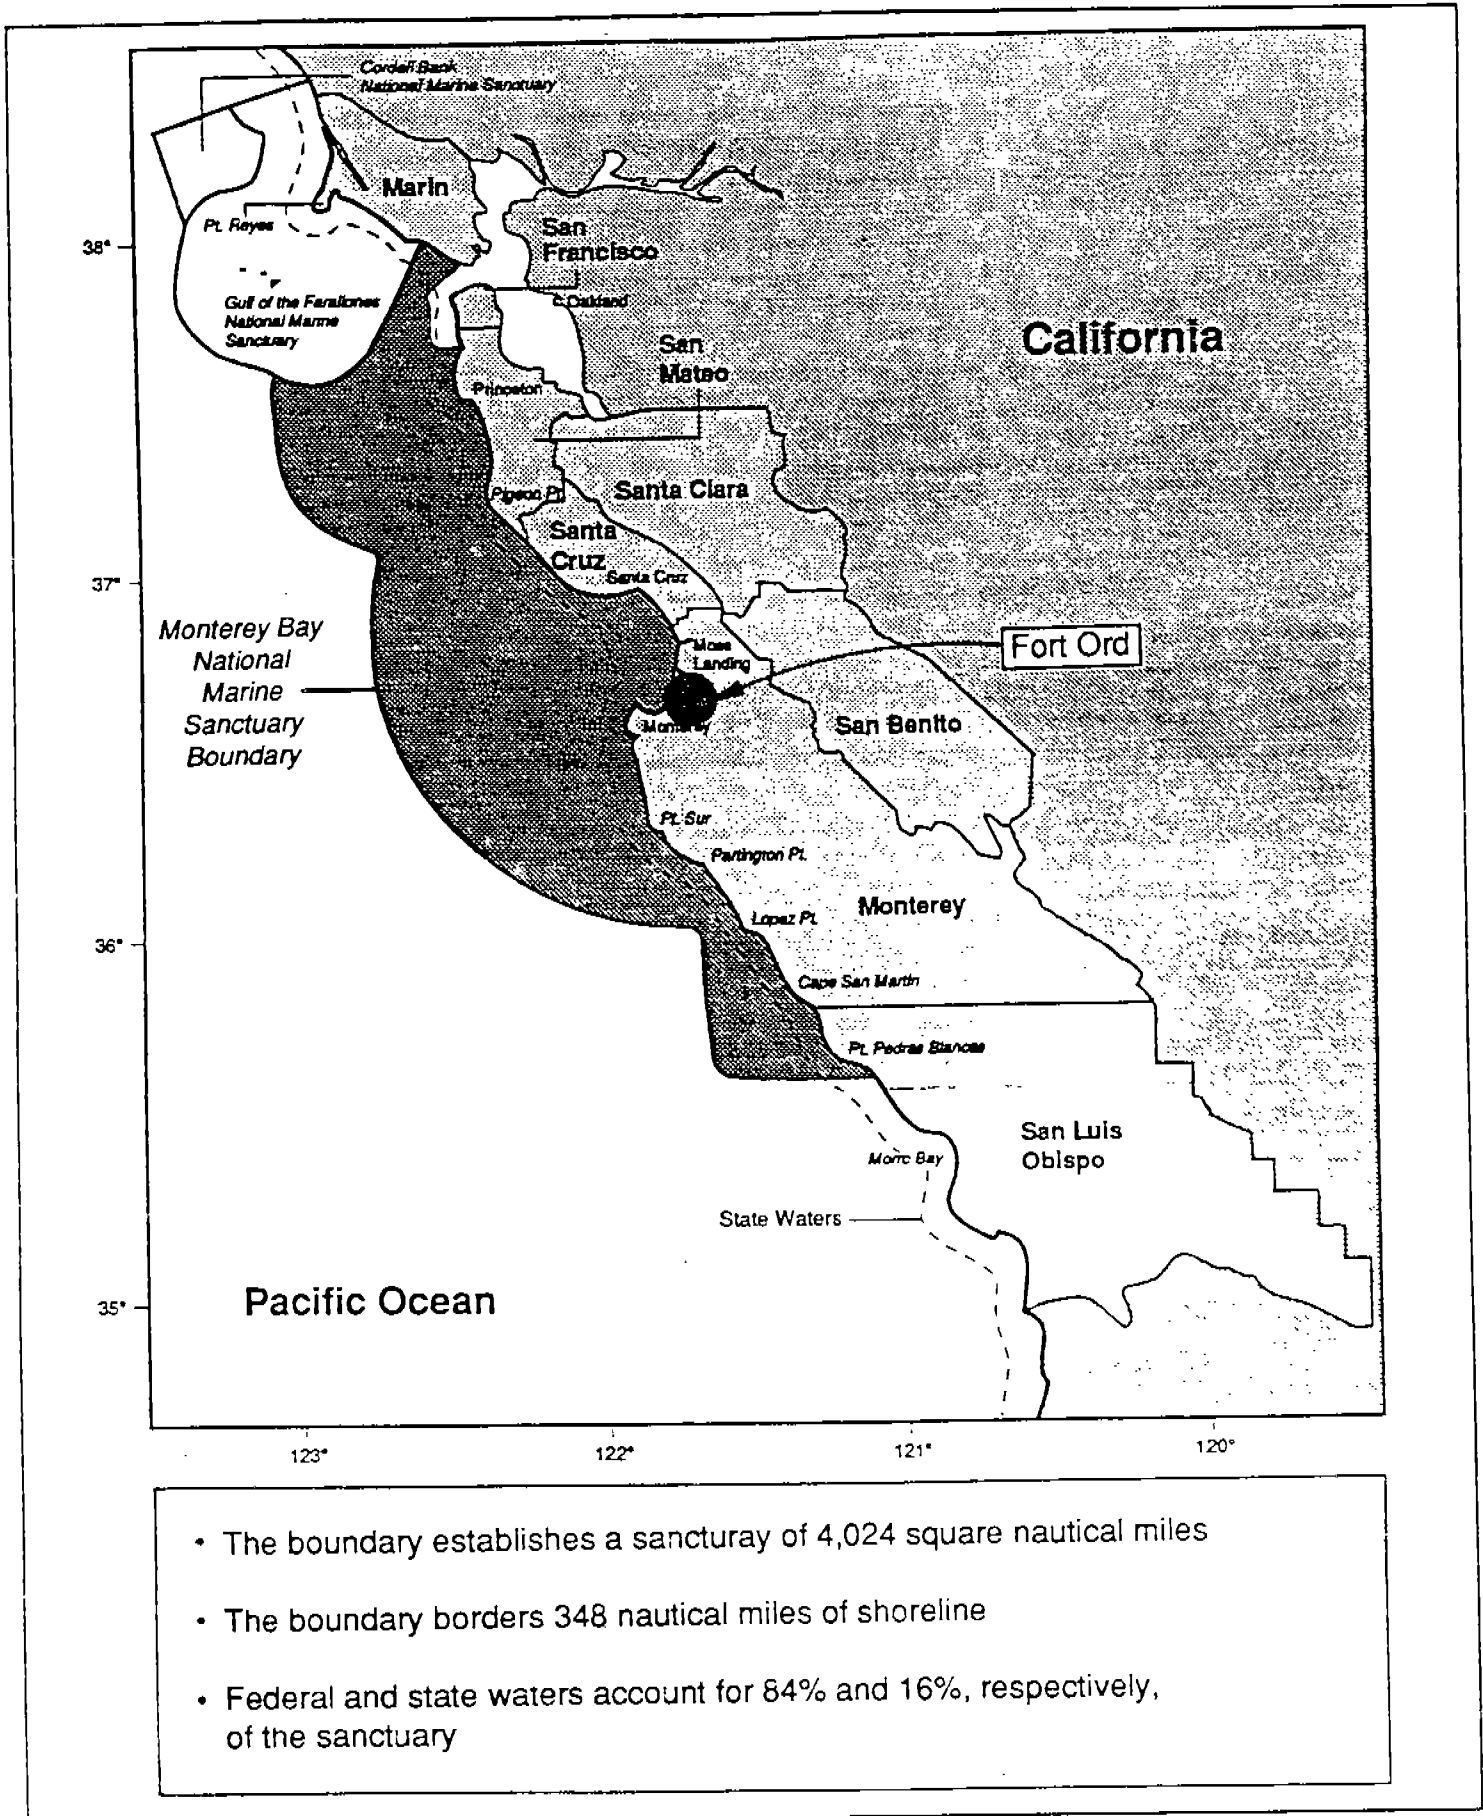 Cordell Bank
National Marine Sanctuary
Marin
Pt. Reyes
San
Francisco
38°
Gulf of the Farallones
National Marine
Sanctuary
Oakland
California
San
Mateo
Princeton
Pigeon Pt.
Santa Clara
Santa
Cruz
Santa Cruz
37°
Monterey Bay
National
Marine
Sanctuary
Boundary
Moss
Landing
Fort Ord
Monterey
San Benito
Pt. Sur
Partington Pt.
Lopez Pt.
Monterey
36°
Cape San Martin
Pt. Piedras Blancas
San Luis
Obispo
Morro Bay
State Waters
Pacific Ocean
35°
123°
122°
121°
120°
• The boundary establishes a sancturay of 4,024 square nautical miles
• The boundary borders 348 nautical miles of shoreline
• Federal and state waters account for 84% and 16%, respectively,
of the sanctuary